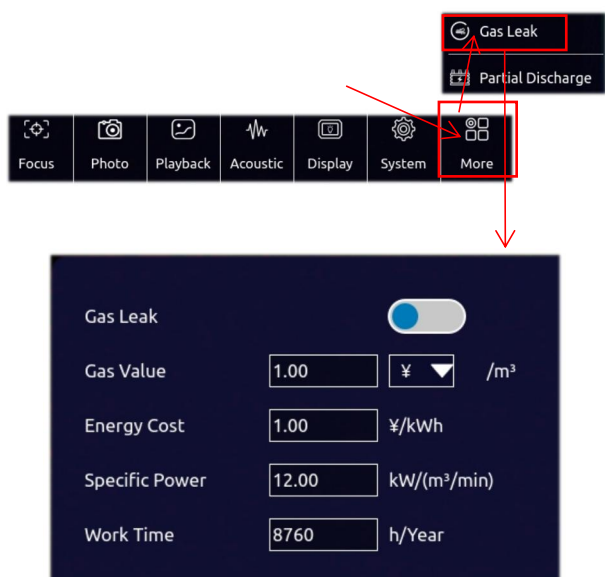 Gas Leak
Partial Discharge
Focus Photo Playback Acoustic Display System More
Gas Leak
Gas Value 1.00 ¥ /m³
Energy Cost 1.00 ¥/kWh
Specific Power 12.00 kW/(m³/min)
Work Time 8760 h/Year